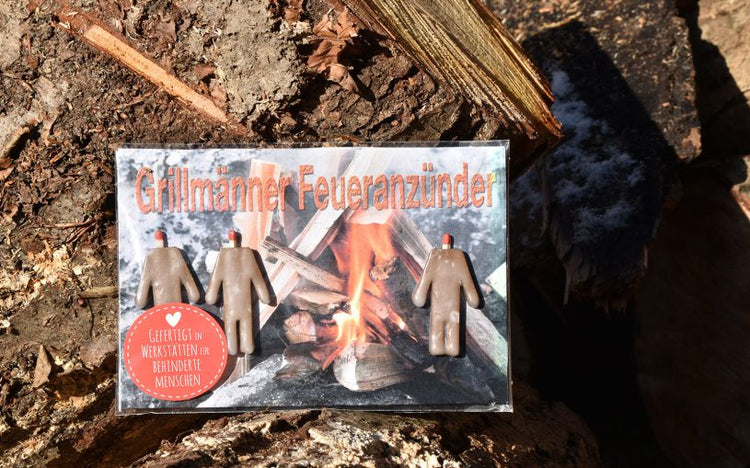 Grillmänner Feueranzünder
Gefertigt in
Werkstätten für
behinderte
menschen